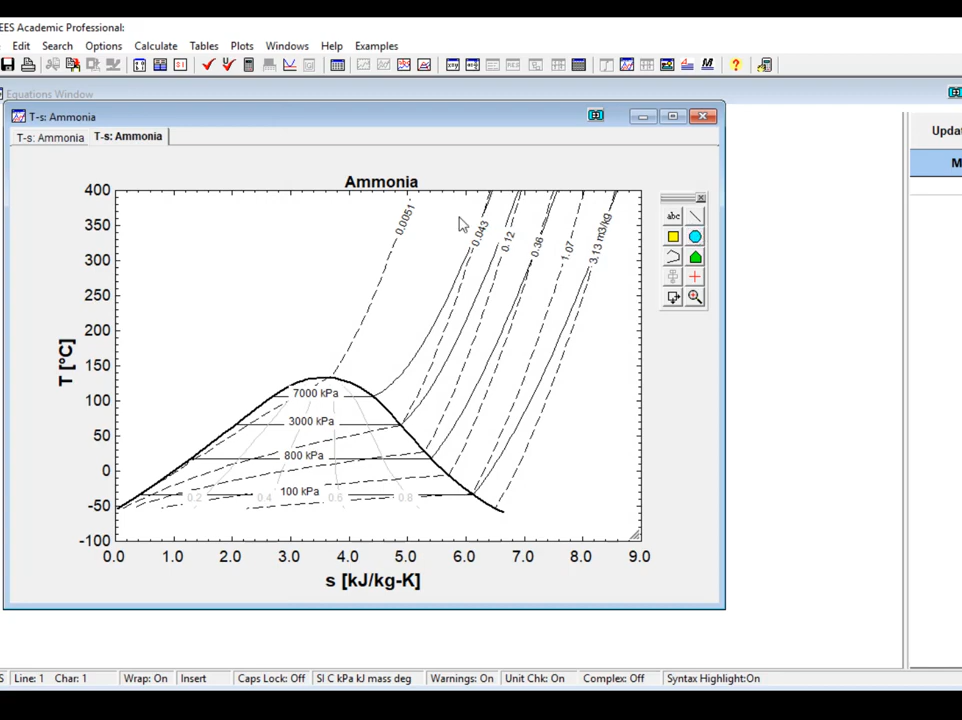 EES Academic Professional:
Edit Search Options Calculate Tables Plots Windows Help Examples
Equations Window
T-s: Ammonia
T-s: Ammonia T-s: Ammonia
Upda
M
Ammonia
abc
400
350
300
250
200
150
100
50
0
-50
-100
T [°C]
0.0051
0.043
0.12
0.36
1.07
3.13 m3/kg
7000 kPa
3000 kPa
800 kPa
100 kPa
0.2 0.4 0.6 0.8
0.0 1.0 2.0 3.0 4.0 5.0 6.0 7.0 8.0 9.0
s [kJ/kg-K]
S Line: 1 Char: 1 Wrap: On Insert Caps Lock: Off SI C kPa kJ mass deg Warnings: On Unit Chk: On Complex: Off Syntax Highlight:On